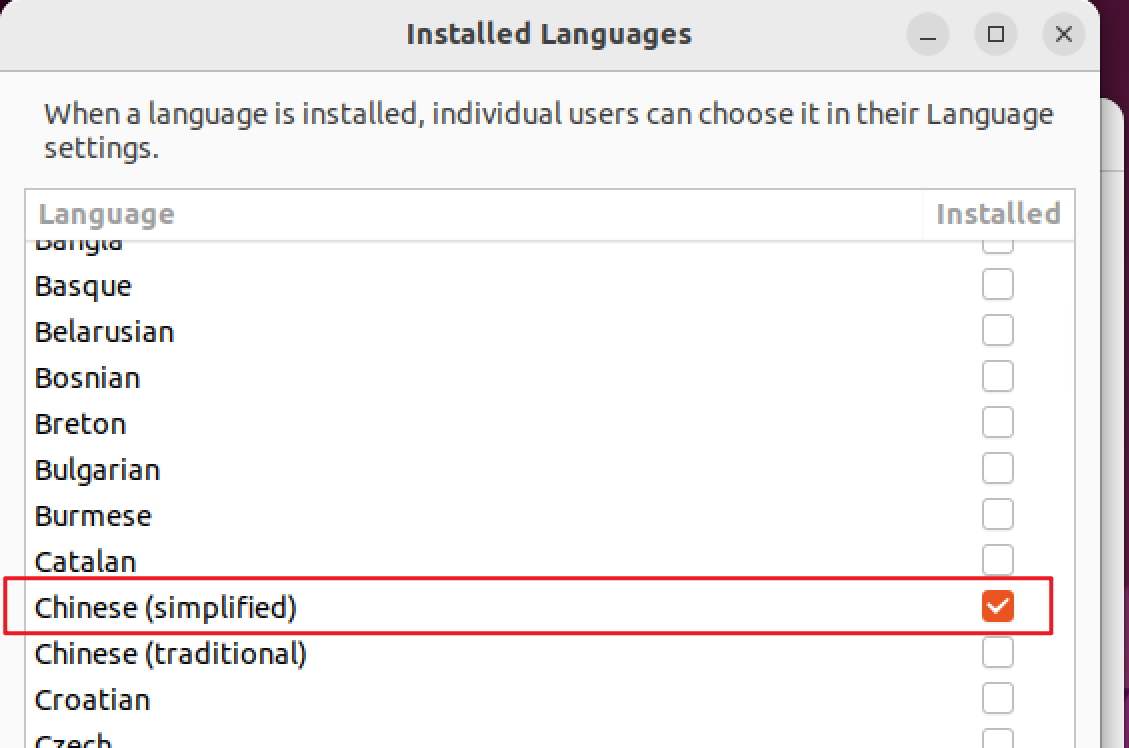 Installed Languages
When a language is installed, individual users can choose it in their Language
settings.
Language Installed
Bangla
Basque
Belarusian
Bosnian
Breton
Bulgarian
Burmese
Catalan
Chinese (simplified)
Chinese (traditional)
Croatian
Czech